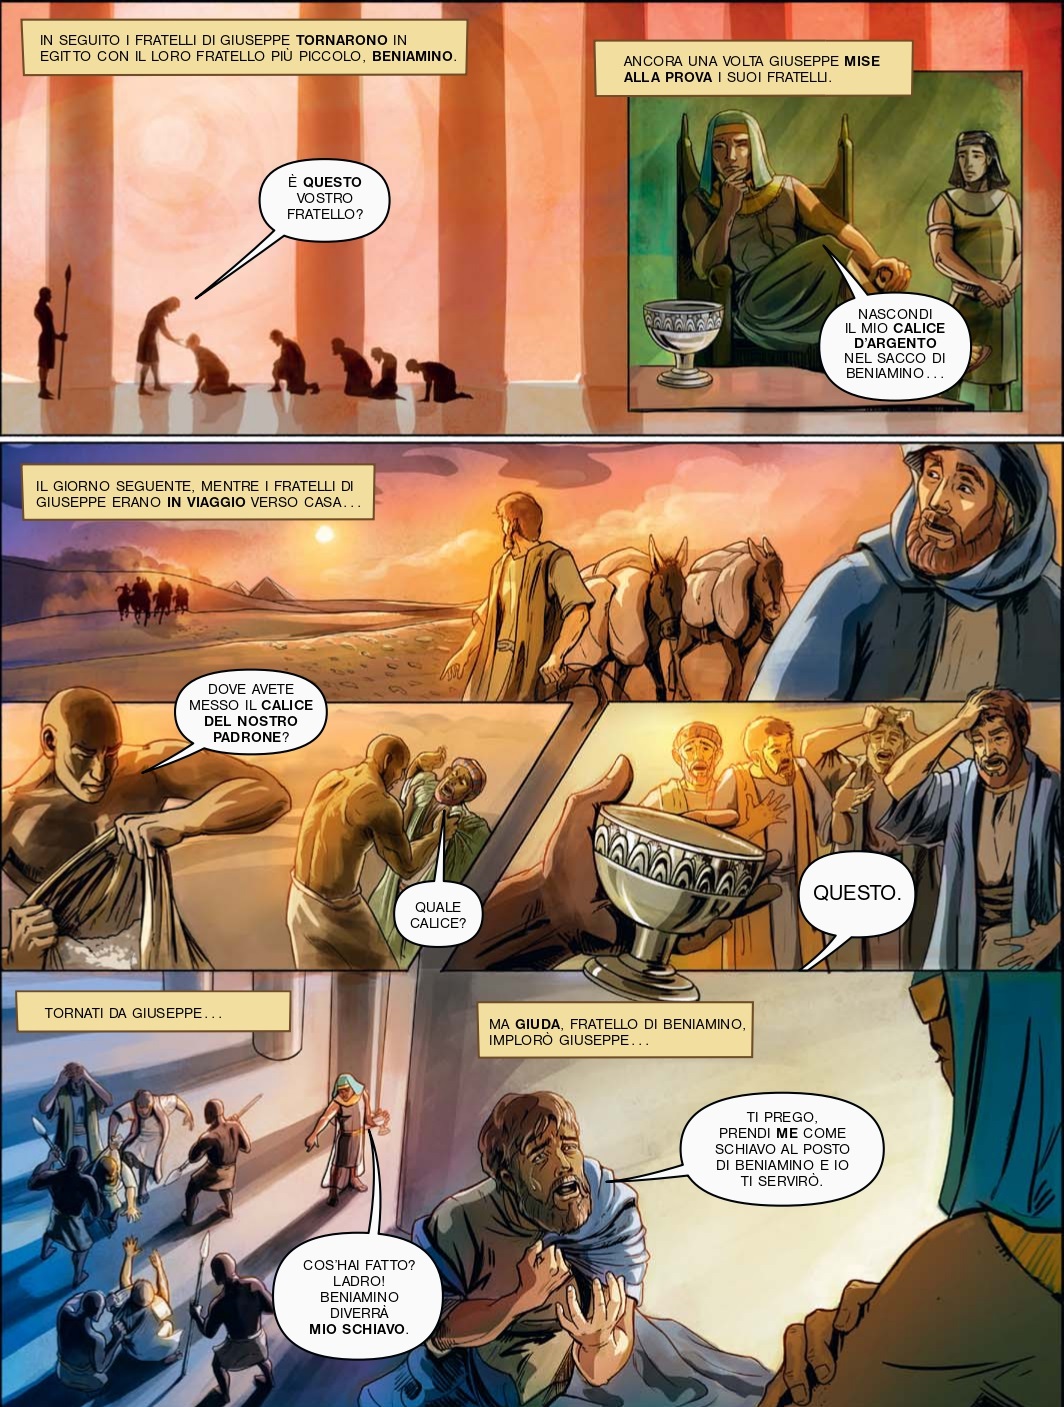 IN SEGUITO I FRATELLI DI GIUSEPPE TORNARONO IN
EGITTO CON IL LORO FRATELLO PIÙ PICCOLO, BENIAMINO.
È QUESTO
VOSTRO
FRATELLO?
ANCORA UNA VOLTA GIUSEPPE MISE
ALLA PROVA I SUOI FRATELLI.
NASCONDI
IL MIO CALICE
D'ARGENTO
NEL SACCO DI
BENIAMINO...
IL GIORNO SEGUENTE, MENTRE I FRATELLI DI
GIUSEPPE ERANO IN VIAGGIO VERSO CASA...
DOVE AVETE
MESSO IL CALICE
DEL NOSTRO
PADRONE?
QUALE
CALICE?
QUESTO.
TORNATI DA GIUSEPPE...
COS'HAI FATTO?
LADRO!
BENIAMINO
DIVERRÀ
MIO SCHIAVO.
MA GIUDA, FRATELLO DI BENIAMINO,
IMPLORÒ GIUSEPPE...
TI PREGO,
PRENDI ME COME
SCHIAVO AL POSTO
DI BENIAMINO E IO
TI SERVIRÒ.